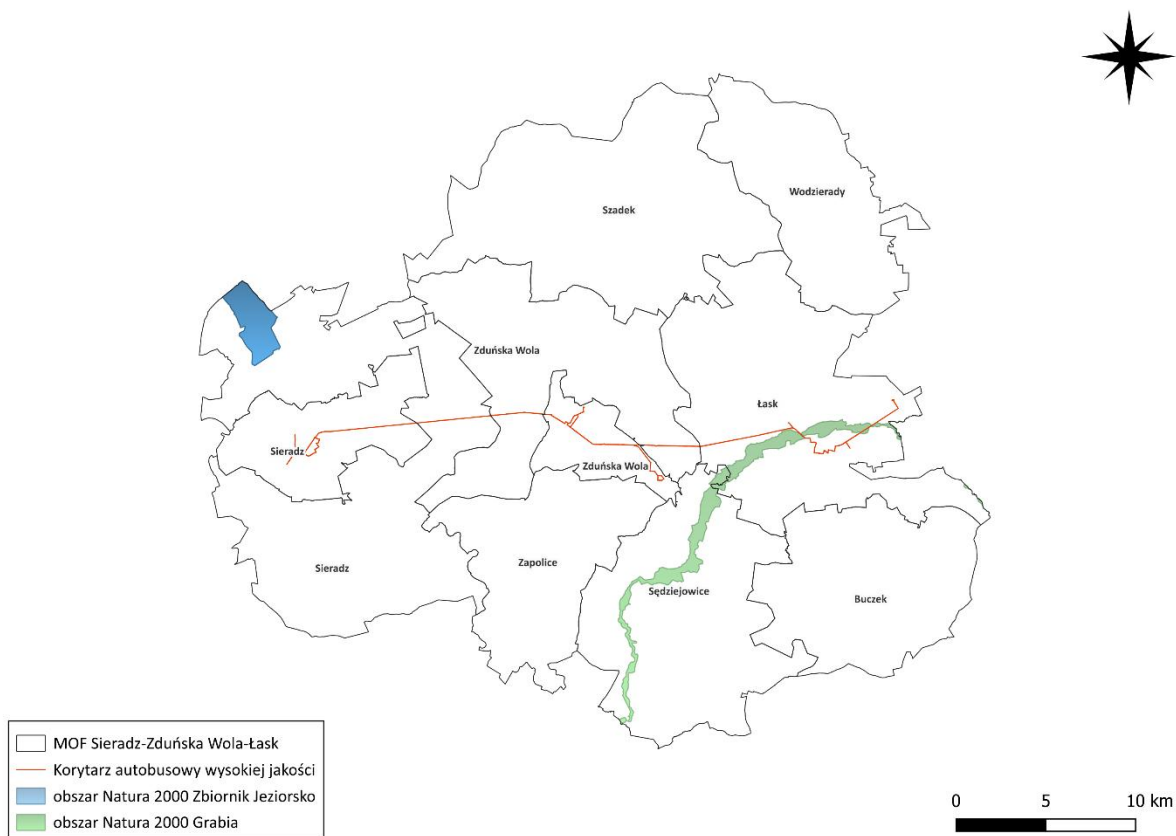 Szadek
Wodzierady
Zduńska Wola
Łask
Sieradz
Zduńska Wola
Sieradz
Zapolice
Sędziejowice
Buczek
MOF Sieradz-Zduńska Wola-Łask
Korytarz autobusowy wysokiej jakości
obszar Natura 2000 Zbiornik Jeziorsko
obszar Natura 2000 Grabia
0 5 10 km